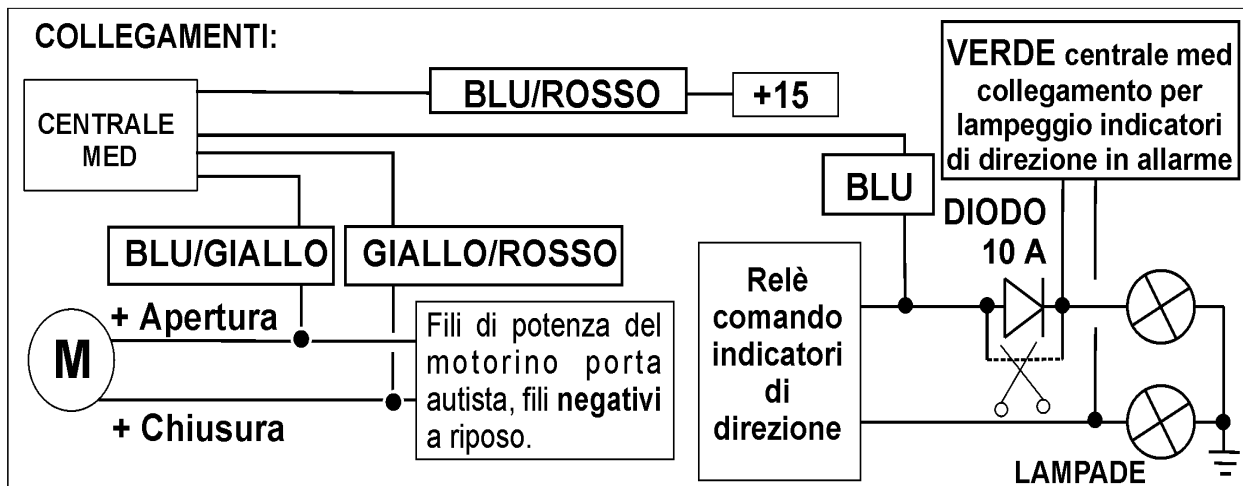 COLLEGAMENTI:
CENTRALE
MED
BLU/ROSSO
+15
VERDE centrale med
collegamento per
lampeggio indicatori
di direzione in allarme
BLU
DIODO
10 A
BLU/GIALLO
GIALLO/ROSSO
+ Apertura
M
+ Chiusura
Fili di potenza del
motorino porta
autista, fili negativi
a riposo.
Relè
comando
indicatori
di
direzione
LAMPADE